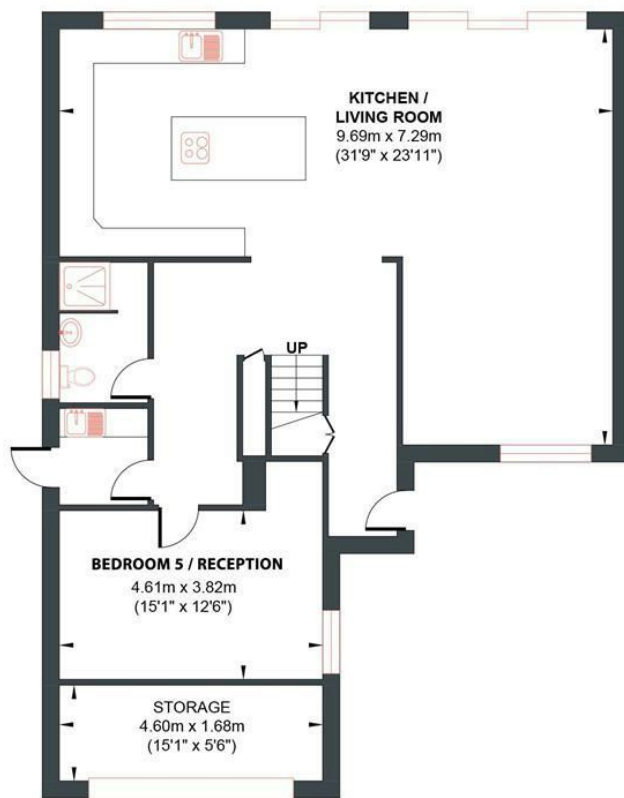 KITCHEN /
LIVING ROOM
9.69m x 7.29m
(31'9" x 23'11")
UP
BEDROOM 5 / RECEPTION
4.61m x 3.82m
(15'1" x 12'6")
STORAGE
4.60m x 1.68m
(15'1" x 5'6")